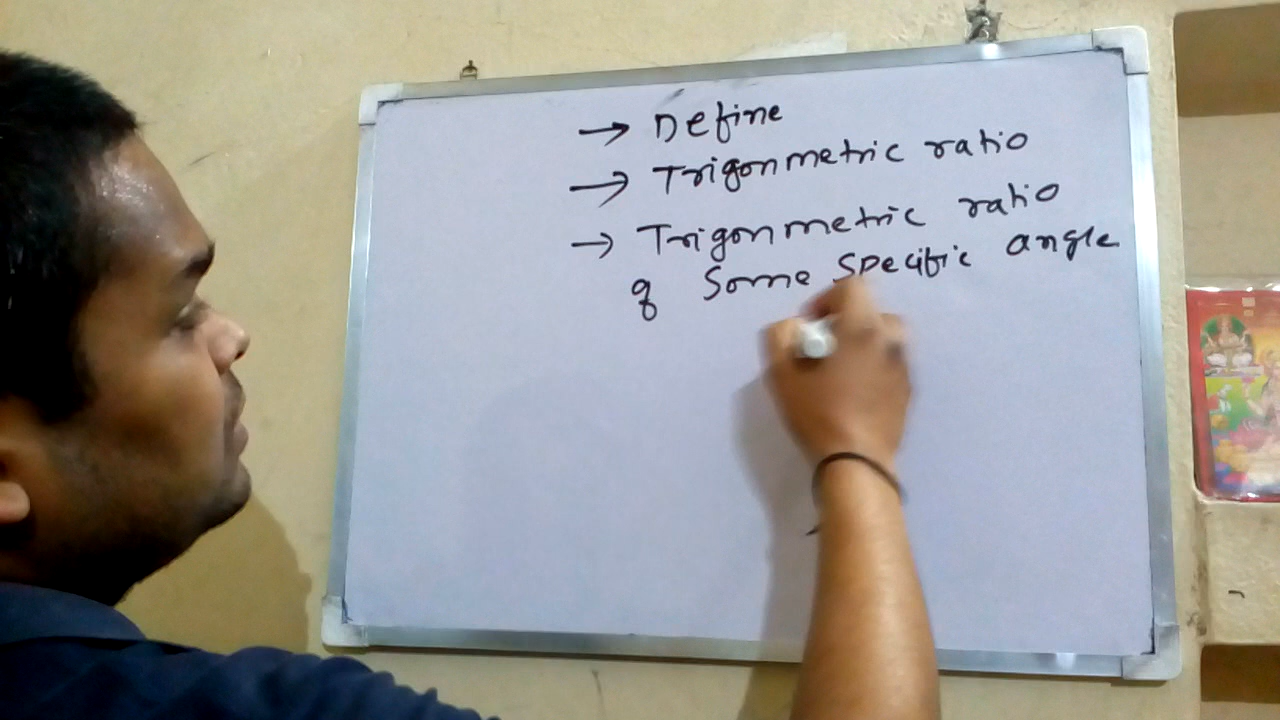 → Define
→ Trigonmetric ratio
→ Trigonmetric ratio
of some specific angle